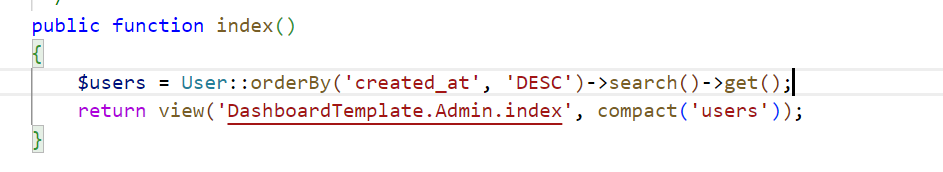 public function index()
{
$users = User::orderBy('created_at', 'DESC')->search()->get();
return view('DashboardTemplate.Admin.index', compact('users'));
}